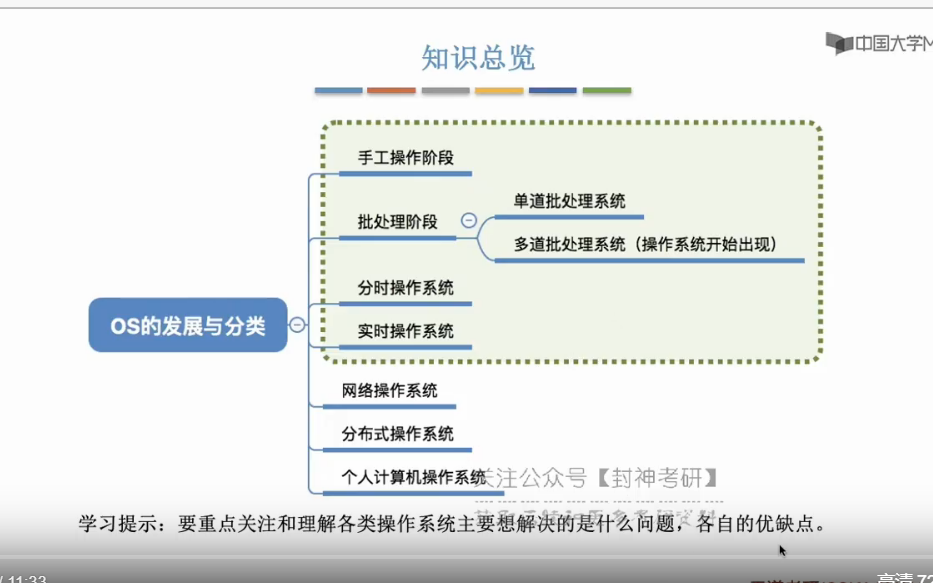 知识总览
中国大学M
手工操作阶段
单道批处理系统
批处理阶段
多道批处理系统（操作系统开始出现）
分时操作系统
OS的发展与分类
实时操作系统
网络操作系统
分布式操作系统
个人计算机操作系统
关注公众号【封神考研】
学习提示：要重点关注和理解各类操作系统主要想解决的是什么问题，各自的优缺点。
/ 11:33
高清 72